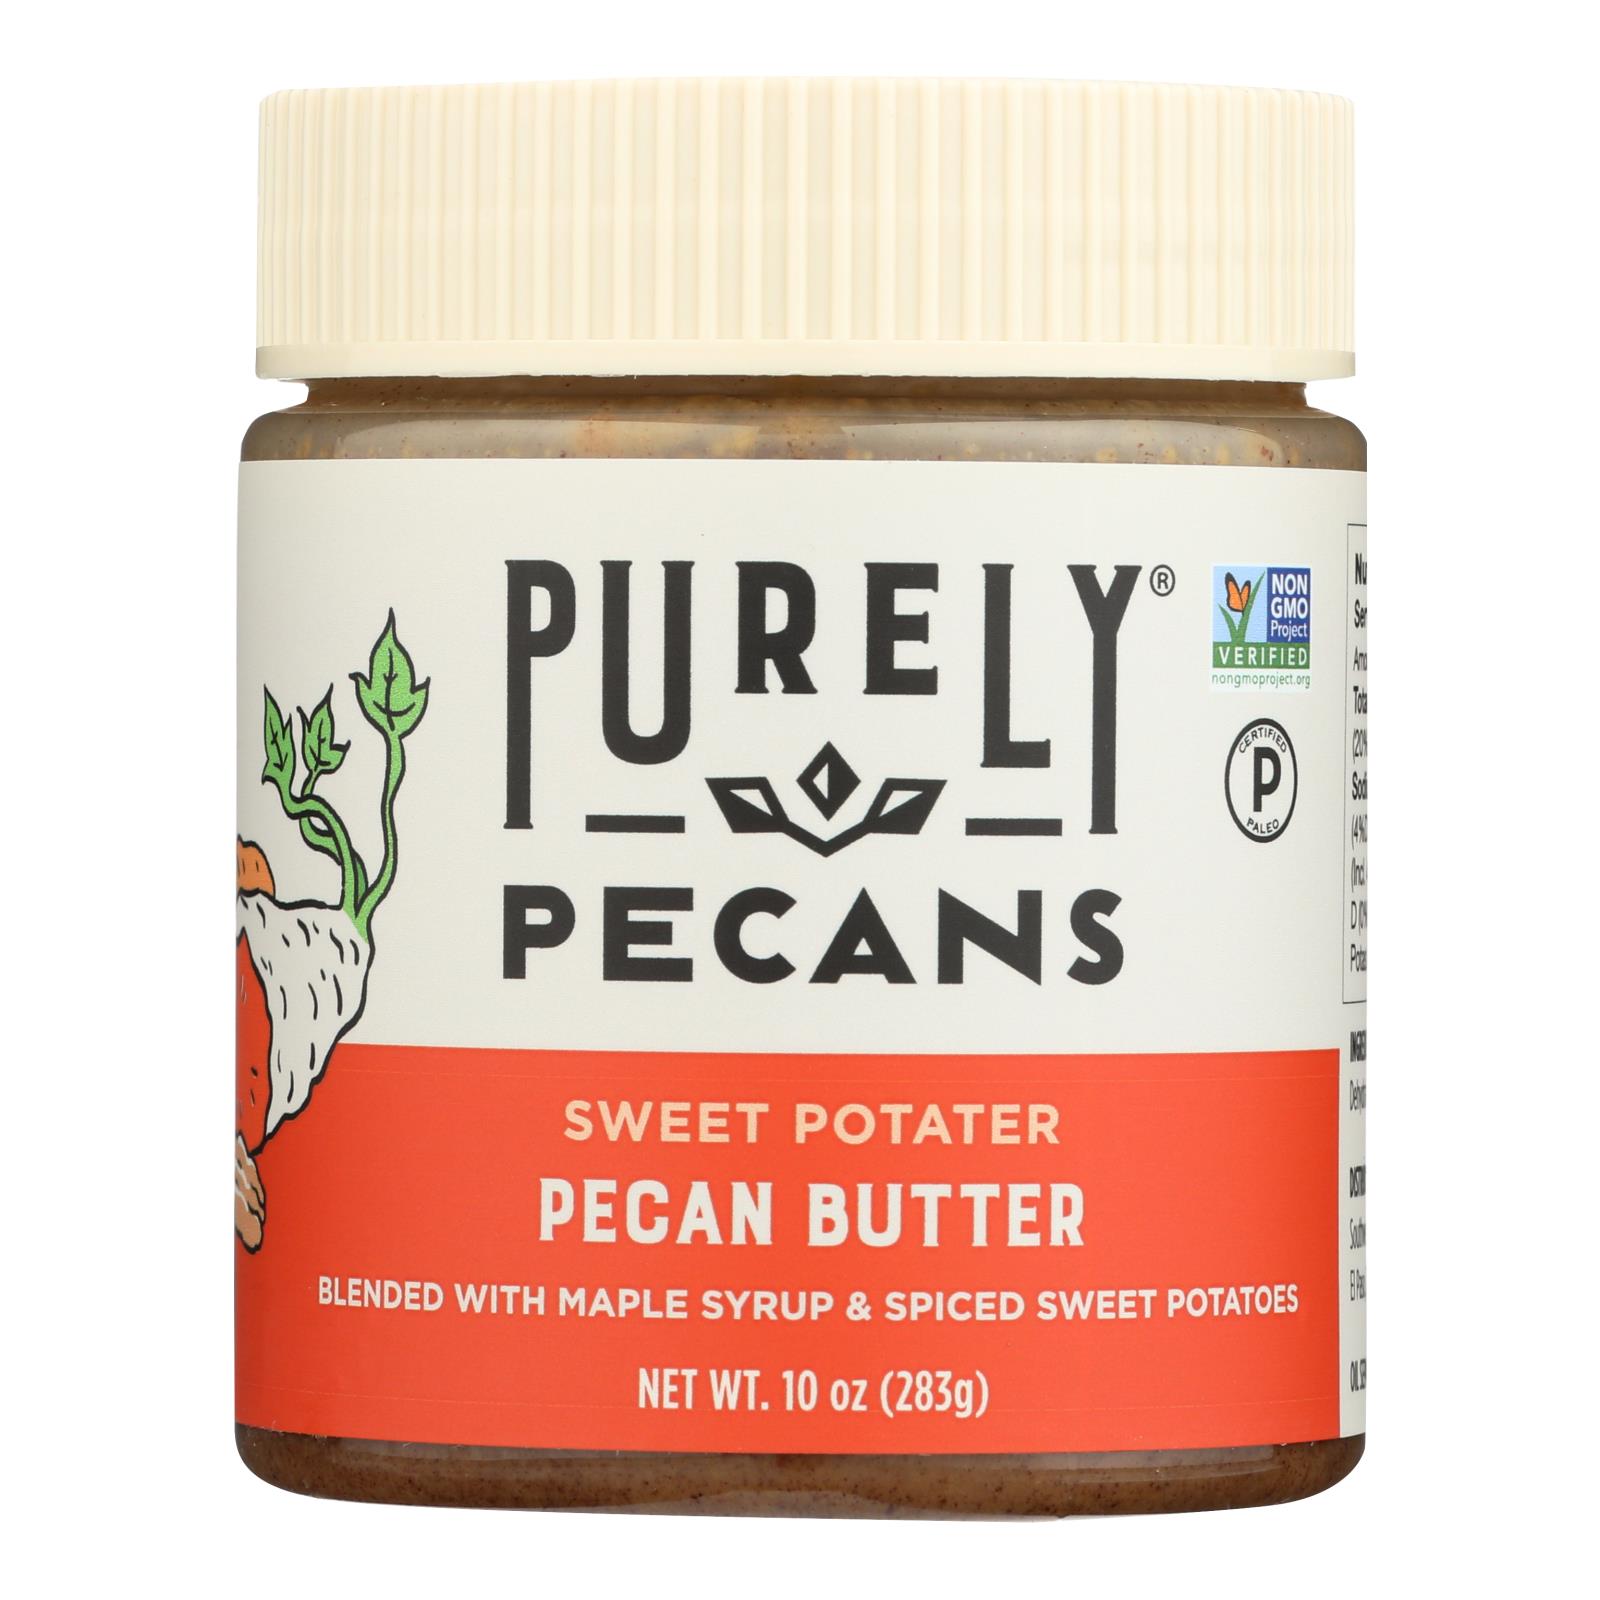 PURELY®
PECANS
NON
GMO
Project
VERIFIED
nongmoproject.org
CERTIFIED
P
PALEO
SWEET POTATER
PECAN BUTTER
BLENDED WITH MAPLE SYRUP & SPICED SWEET POTATOES
NET WT. 10 oz (283g)